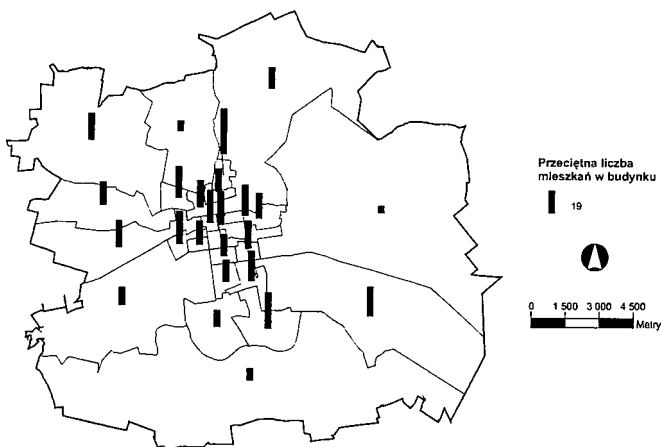 Przeciętna liczba
mieszkań w budynku
19
0 1 500 3 000 4 500
Metry